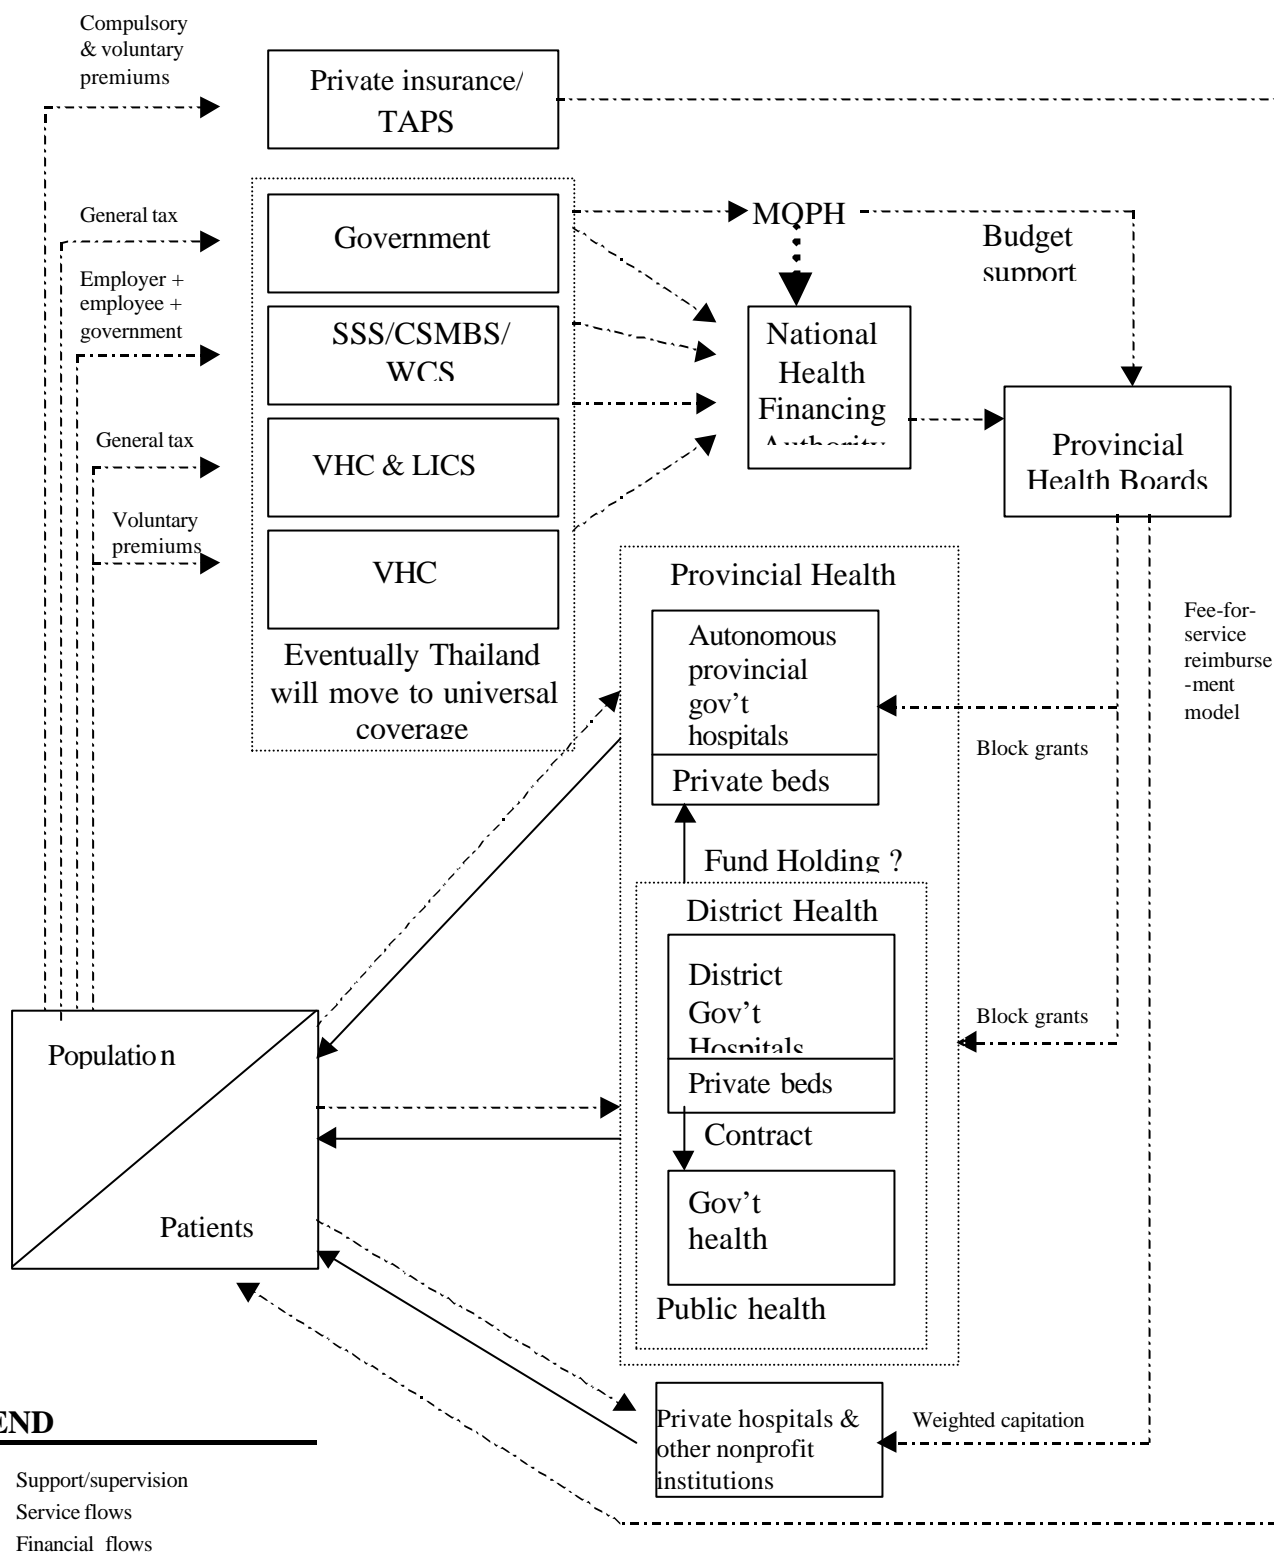 Compulsory
& voluntary
premiums
Private insurance/
TAPS
General tax
Government
MOPH
Budget
support
Employer +
employee +
government
SSS/CSMBS/
WCS
National
Health
Financing
Authority
Provincial
Health Boards
General tax
VHC & LICS
Voluntary
premiums
VHC
Eventually Thailand
will move to universal
coverage
Provincial Health
Autonomous
provincial
gov't
hospitals
Private beds
Fee-for-
service
reimburse
-ment
model
Block grants
Fund Holding ?
District Health
District
Gov't
Hospitals
Private beds
Block grants
Contract
Gov't
health
Public health
Population
Patients
Private hospitals &
other nonprofit
institutions
Weighted capitation
END
Support/supervision
Service flows
Financial flows